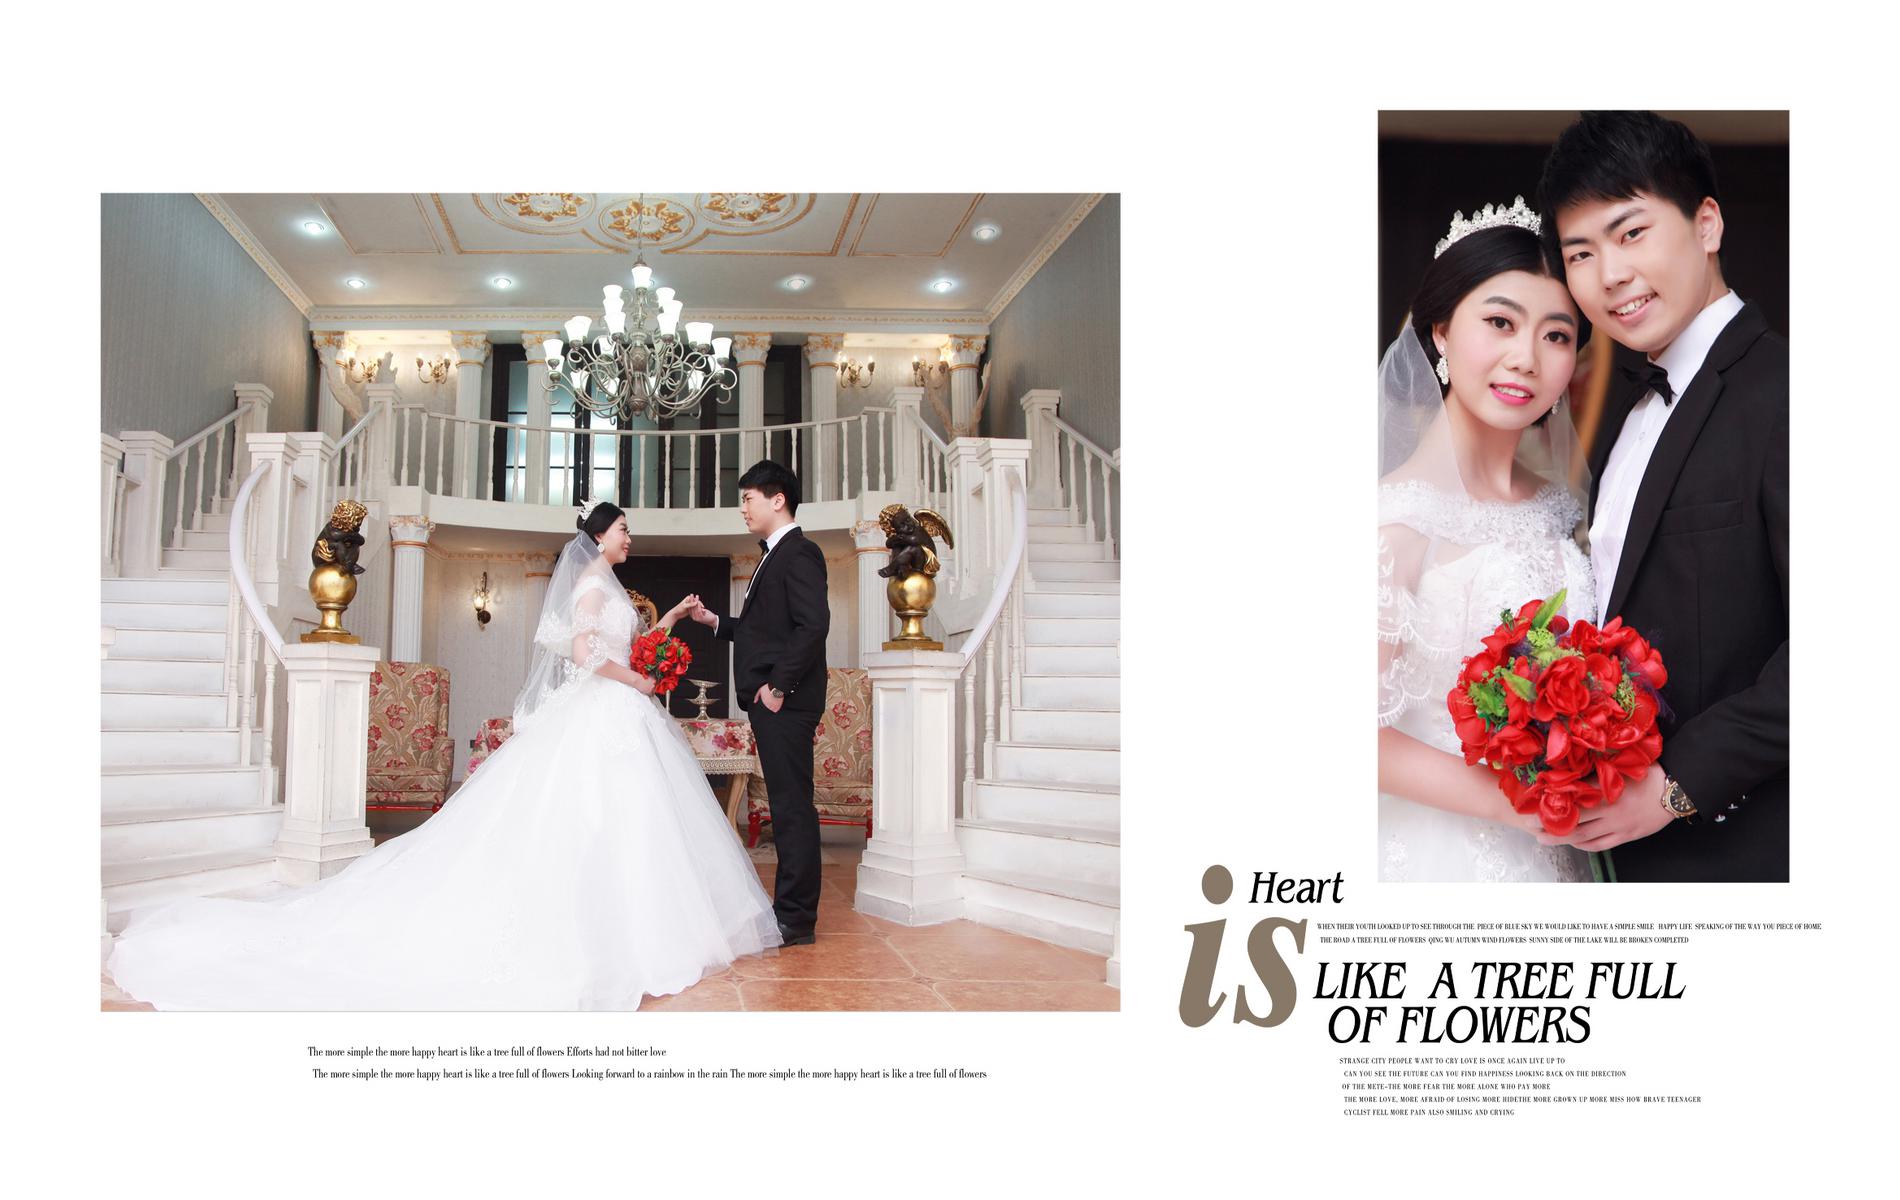 The more simple the more happy heart is like a tree full of flowers Efforts had not bitter love
The more simple the more happy heart is like a tree full of flowers Looking forward to a rainbow in the rain The more simple the more happy heart is like a tree full of flowers
Heart
is
WHEN THEIR YOUTH LOOKED UP TO SEE THROUGH THE PIECE OF BLUE SKY WE WOULD LIKE TO HAVE A SIMPLE SMILE HAPPY LIFE SPEAKING OF THE WAY YOU PIECE OF HOME
THE ROAD A TREE FULL OF FLOWERS QING WU AUTUMN WIND FLOWERS SUNNY SIDE OF THE LAKE WILL BE BROKEN COMPLETED
LIKE A TREE FULL
OF FLOWERS
STRANGE CITY PEOPLE WANT TO CRY LOVE IS ONCE AGAIN LIVE UP TO
CAN YOU SEE THE FUTURE CAN YOU FIND HAPPINESS LOOKING BACK ON THE DIRECTION
OF THE METE-THE MORE FEAR THE MORE ALONE WHO PAY MORE
THE MORE LOVE, MORE AFRAID OF LOSING MORE HIDETHE MORE GROWN UP MORE MISS HOW BRAVE TEENAGER
CYCLIST FELL MORE PAIN ALSO SMILING AND CRYING